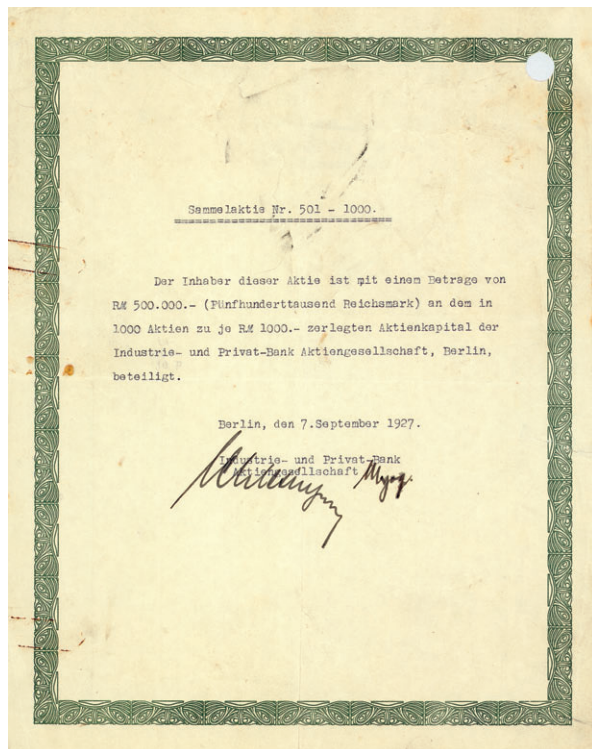 Sammelaktie Nr. 501 - 1000.
Der Inhaber dieser Aktie ist mit einem Betrage von
RM 500.000.- (Fünfhunderttausend Reichsmark) an dem in
1000 Aktien zu je RM 1000.- zerlegten Aktienkapital der
Industrie- und Privat-Bank Aktiengesellschaft, Berlin,
beteiligt.
Berlin, den 7.September 1927.
Industrie- und Privat-Bank
Aktiengesellschaft